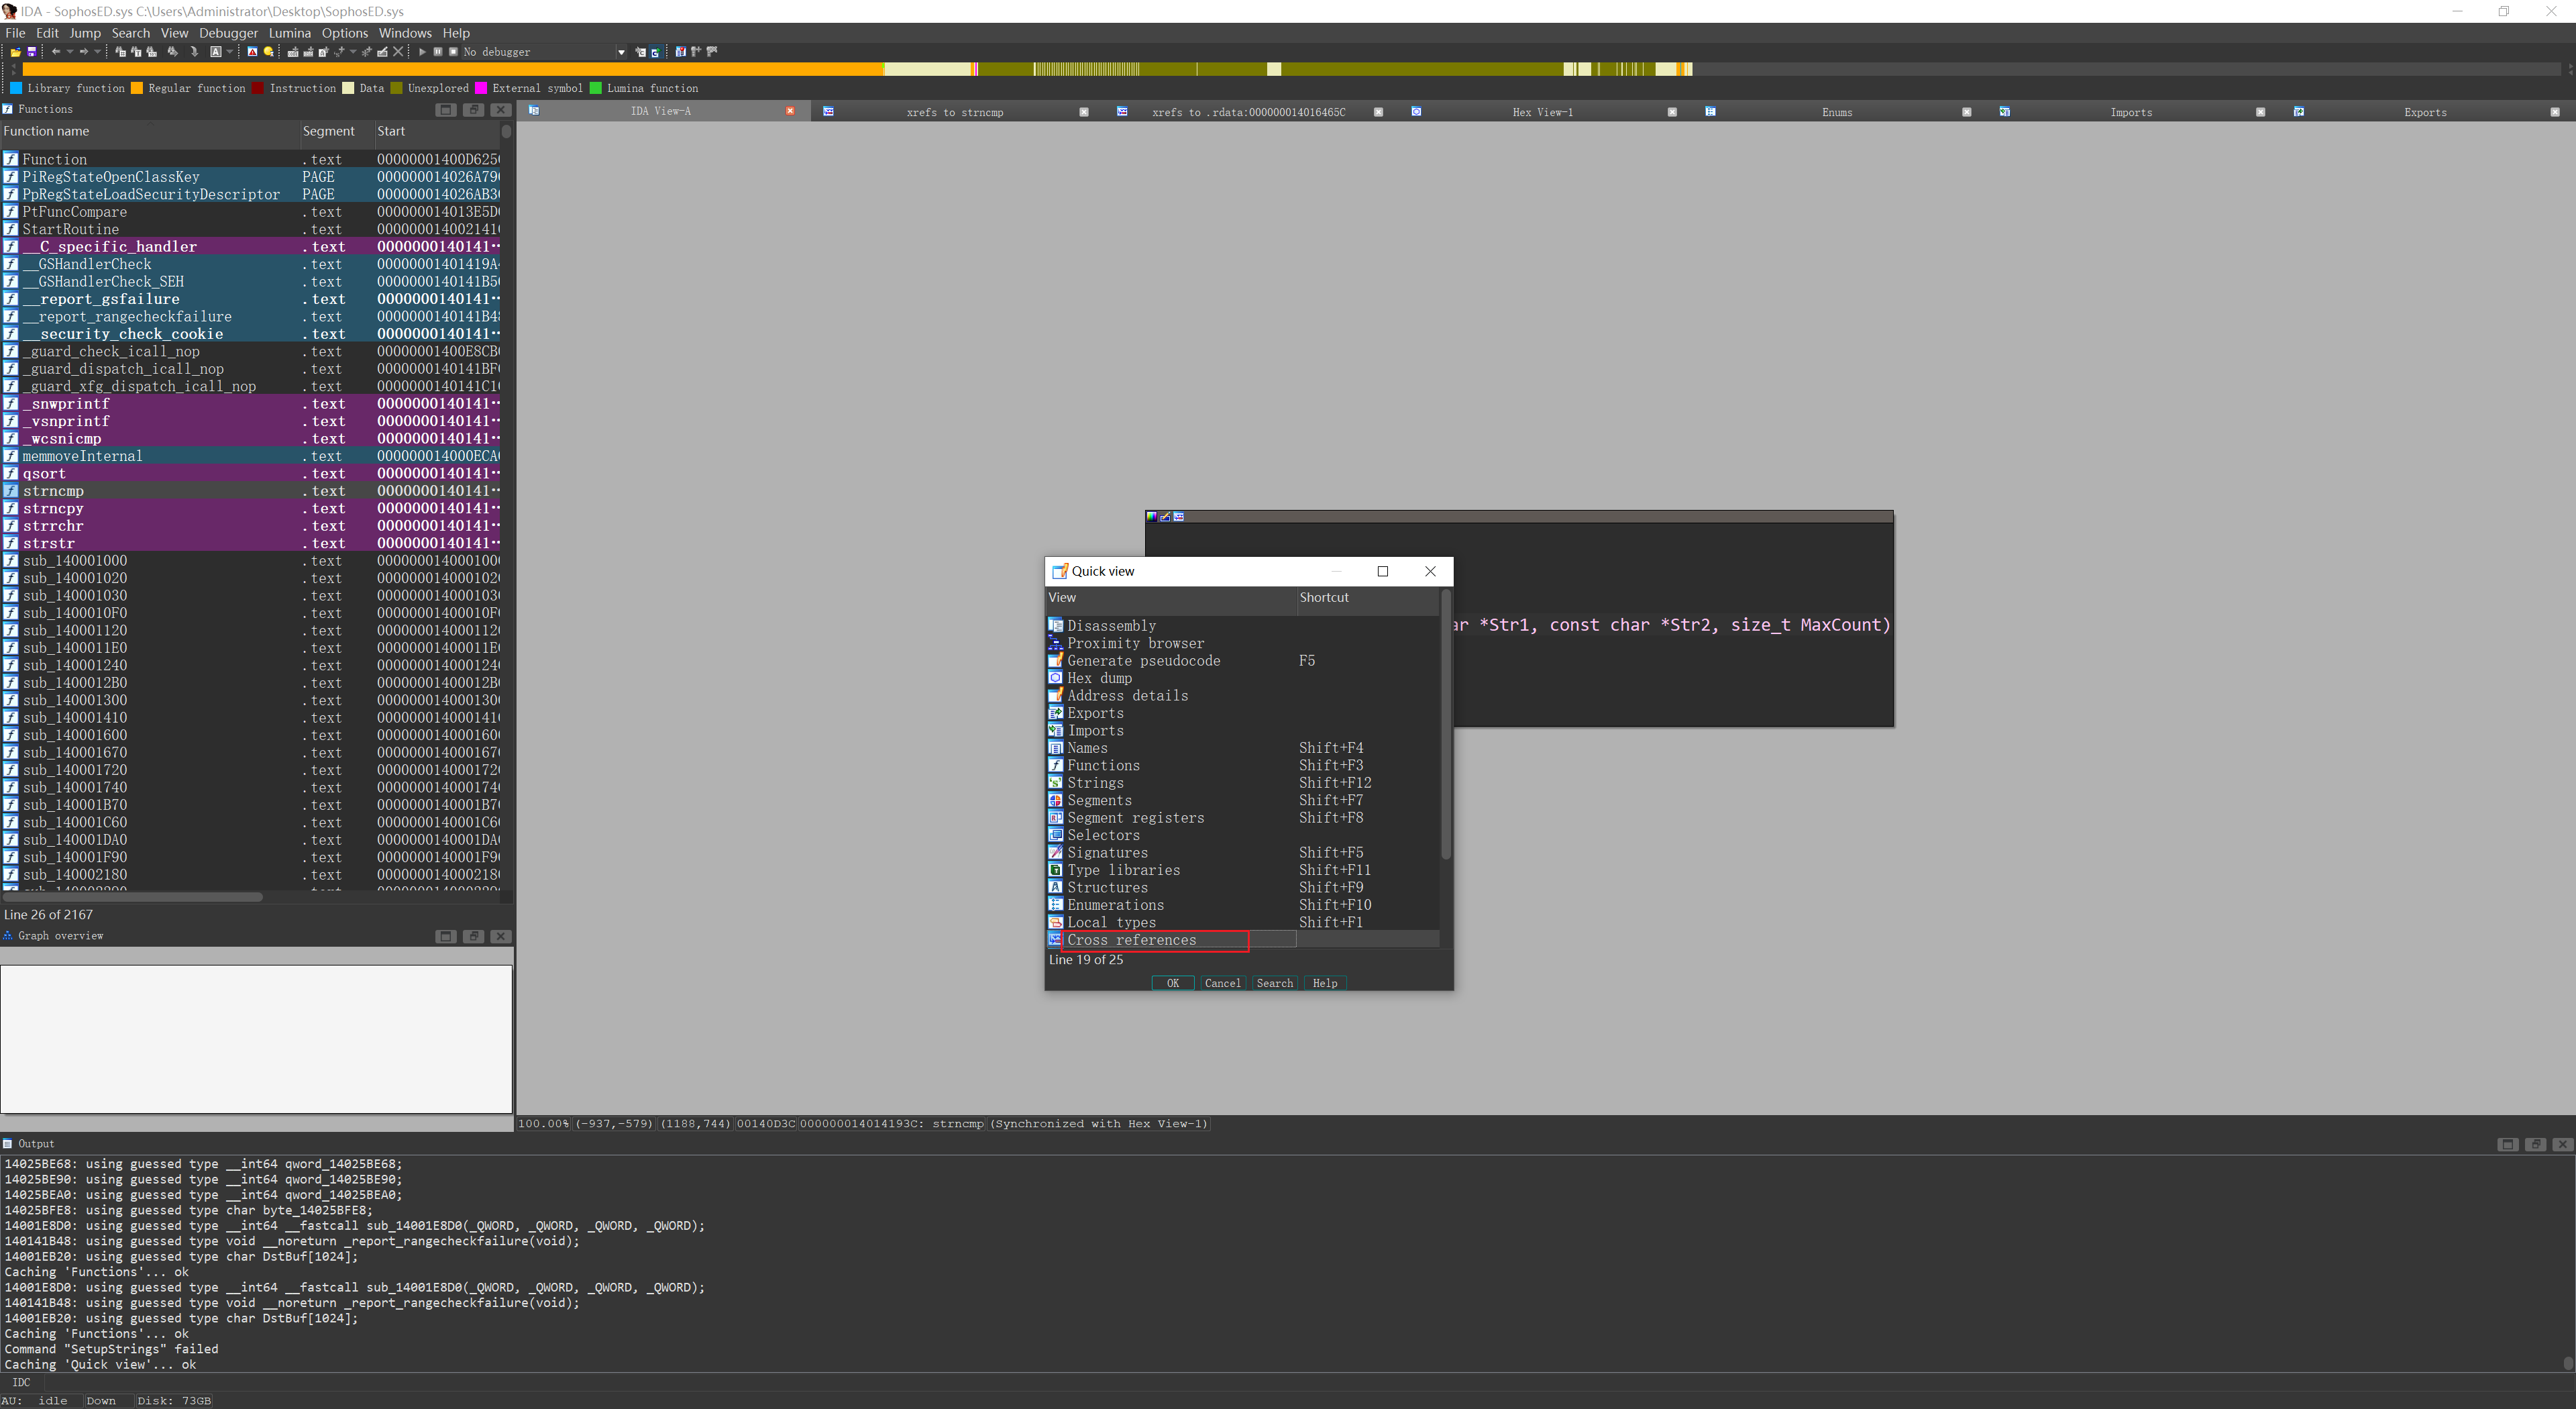 IDA - SophosED.sys C:\Users\Administrator\Desktop\SophosED.sys
File Edit Jump Search View Debugger Lumina Options Windows Help
No debugger
Library function Regular function Instruction Data Unexplored External symbol Lumina function
Functions
IDA View-A
xrefs to strncmp
xrefs to .rdata:000000014016465C
Hex View-1
Enums
Imports
Exports
Function name Segment Start
Function .text 00000001400D625
PiRegStateOpenClassKey PAGE 000000014026A79
PpRegStateLoadSecurityDescriptor PAGE 000000014026AB3
PtFuncCompare .text 000000014013E5D
StartRoutine .text 000000014002141
__C_specific_handler .text 0000000140141…
__GSHandlerCheck .text 00000001401419A
__GSHandlerCheck_SEH .text 0000000140141B5
__report_gsfailure .text 0000000140141…
__report_rangecheckfailure .text 0000000140141B4
__security_check_cookie .text 0000000140141…
_guard_check_icall_nop .text 00000001400E8CB
_guard_dispatch_icall_nop .text 0000000140141BF
_guard_xfg_dispatch_icall_nop .text 0000000140141C1
_snwprintf .text 0000000140141…
_vsnprintf .text 0000000140141…
_wcsnicmp .text 0000000140141…
memmoveInternal .text 000000014000ECA
qsort .text 0000000140141…
strncmp .text 0000000140141…
strncpy .text 0000000140141…
strrchr .text 0000000140141…
strstr .text 0000000140141…
sub_140001000 .text 000000014000100
sub_140001020 .text 000000014000102
sub_140001030 .text 000000014000103
sub_1400010F0 .text 00000001400010F
sub_140001120 .text 000000014000112
sub_1400011E0 .text 00000001400011E
sub_140001240 .text 000000014000124
sub_1400012B0 .text 00000001400012B
sub_140001300 .text 000000014000130
sub_140001410 .text 000000014000141
sub_140001600 .text 000000014000160
sub_140001670 .text 000000014000167
sub_140001720 .text 000000014000172
sub_140001740 .text 000000014000174
sub_140001B70 .text 0000000140001B7
sub_140001C60 .text 0000000140001C6
sub_140001DA0 .text 0000000140001DA
sub_140001F90 .text 0000000140001F9
sub_140002180 .text 000000014000218
Line 26 of 2167
Graph overview
Quick view
View Shortcut
Disassembly
Proximity browser
Generate pseudocode F5
Hex dump
Address details
Exports
Imports
Names Shift+F4
Functions Shift+F3
Strings Shift+F12
Segments Shift+F7
Segment registers Shift+F8
Selectors
Signatures Shift+F5
Type libraries Shift+F11
Structures Shift+F9
Enumerations Shift+F10
Local types Shift+F1
Cross references
Line 19 of 25
OK Cancel Search Help
ar *Str1, const char *Str2, size_t MaxCount)
100.00% (-937,-579) (1188,744) 00140D3C 000000014014193C: strncmp (Synchronized with Hex View-1)
Output
14025BE68: using guessed type __int64 qword_14025BE68;
14025BE90: using guessed type __int64 qword_14025BE90;
14025BEA0: using guessed type __int64 qword_14025BEA0;
14025BFE8: using guessed type char byte_14025BFE8;
14001E8D0: using guessed type __int64 __fastcall sub_14001E8D0(_QWORD, _QWORD, _QWORD, _QWORD);
140141B48: using guessed type void __noreturn _report_rangecheckfailure(void);
14001EB20: using guessed type char DstBuf[1024];
Caching 'Functions'... ok
14001E8D0: using guessed type __int64 __fastcall sub_14001E8D0(_QWORD, _QWORD, _QWORD, _QWORD);
140141B48: using guessed type void __noreturn _report_rangecheckfailure(void);
14001EB20: using guessed type char DstBuf[1024];
Caching 'Functions'... ok
Command "SetupStrings" failed
Caching 'Quick view'... ok
IDC
AU: idle Down Disk: 73GB